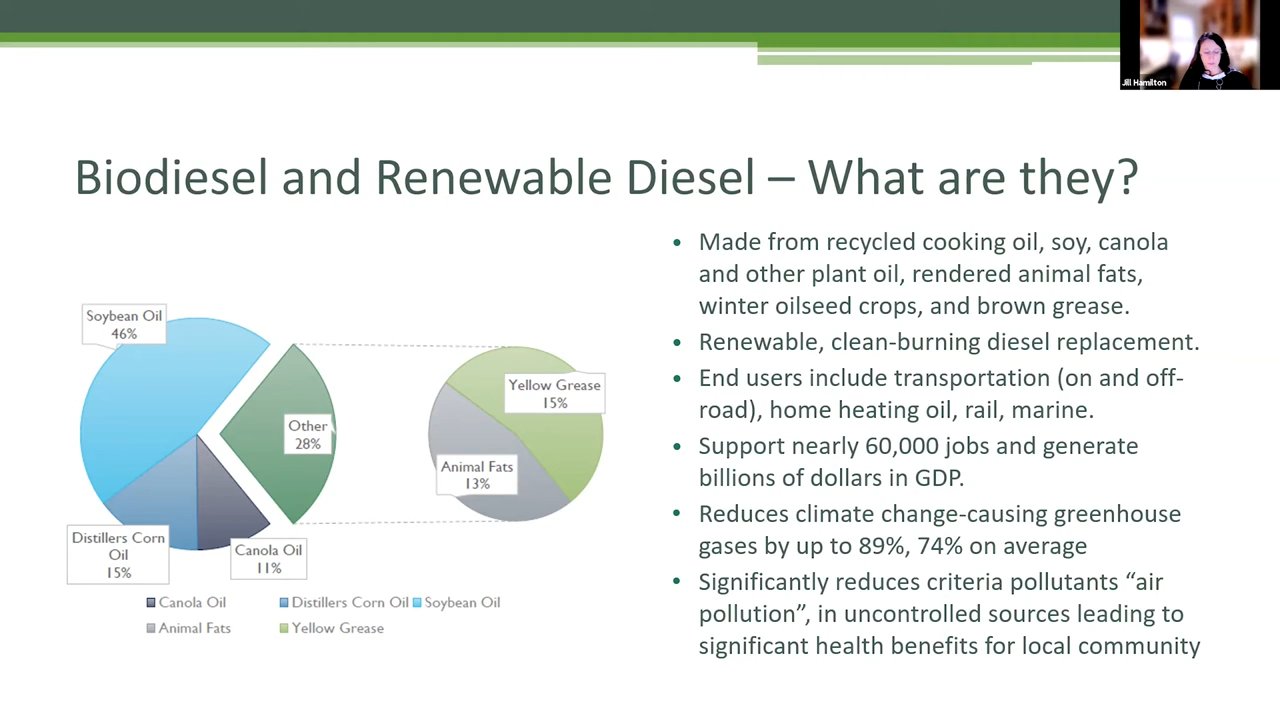 Jill Hamilton
Biodiesel and Renewable Diesel – What are they?
Soybean Oil
46%
Other
28%
Distillers Corn
Oil
15%
Canola Oil
11%
Yellow Grease
15%
Animal Fats
13%
Canola Oil
Distillers Corn Oil
Soybean Oil
Animal Fats
Yellow Grease
• Made from recycled cooking oil, soy, canola
and other plant oil, rendered animal fats,
winter oilseed crops, and brown grease.
• Renewable, clean-burning diesel replacement.
• End users include transportation (on and off-
road), home heating oil, rail, marine.
• Support nearly 60,000 jobs and generate
billions of dollars in GDP.
• Reduces climate change-causing greenhouse
gases by up to 89%, 74% on average
• Significantly reduces criteria pollutants “air
pollution”, in uncontrolled sources leading to
significant health benefits for local community